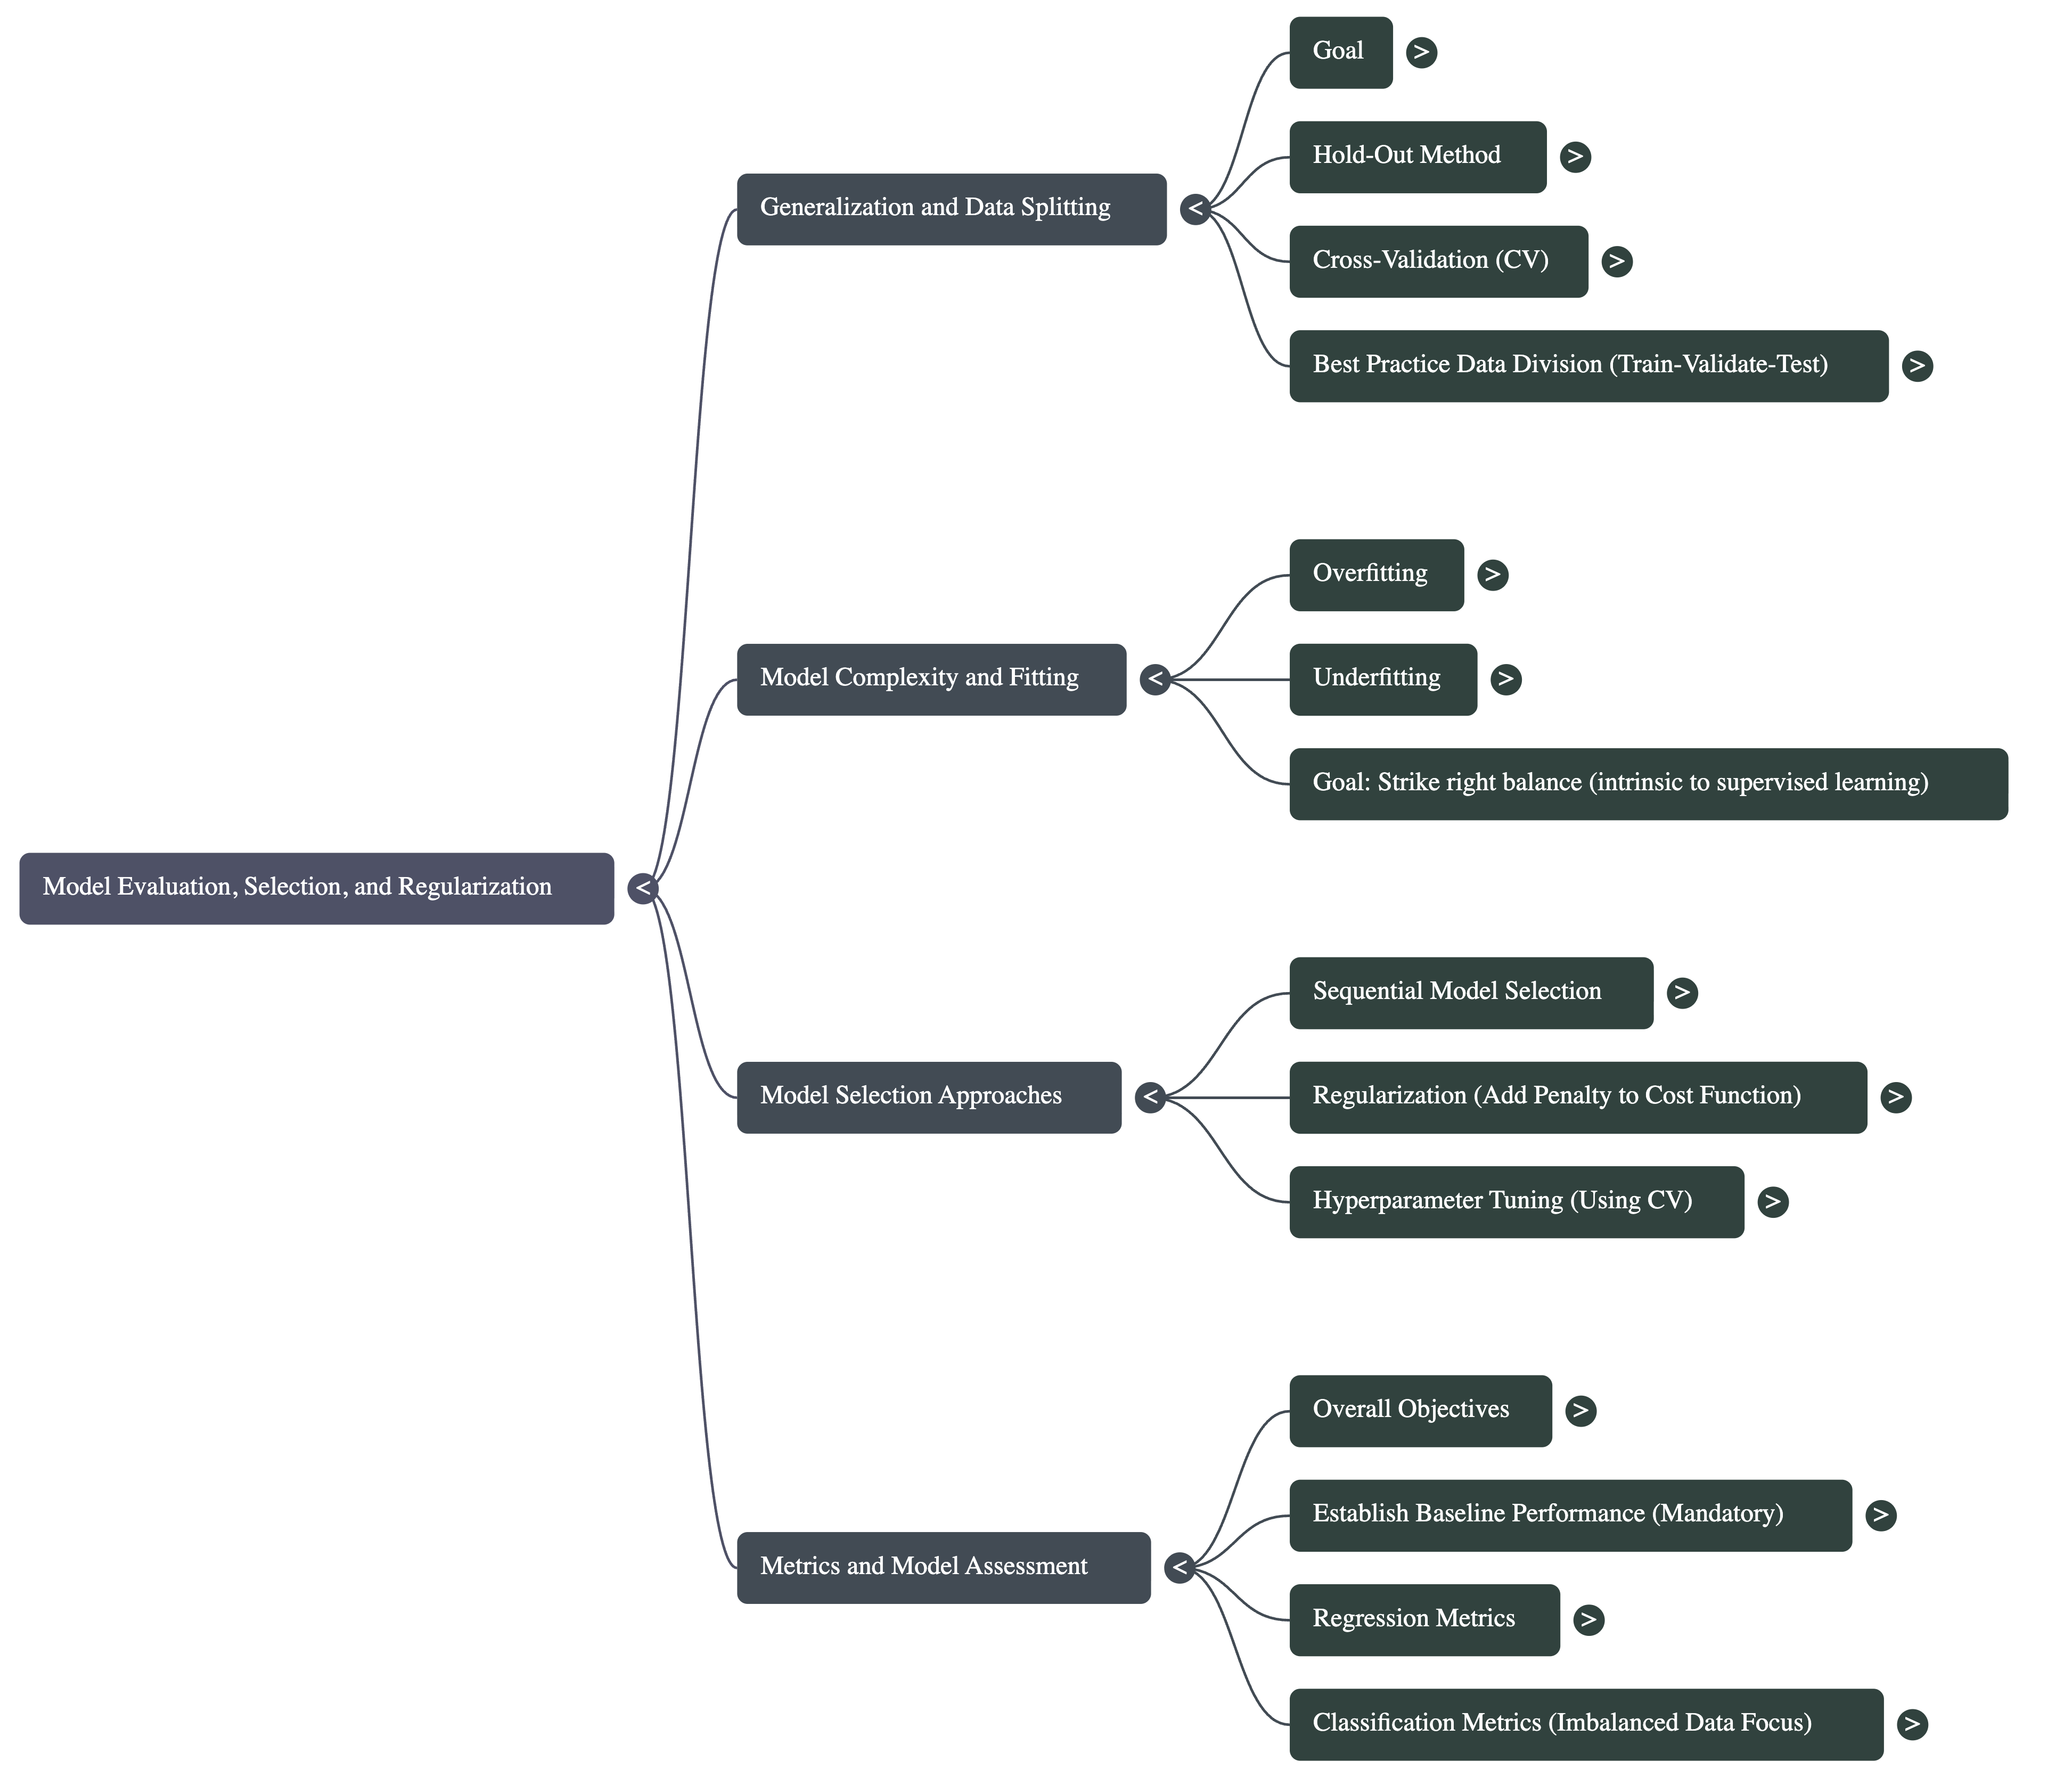 Model Evaluation, Selection, and Regularization
<
Generalization and Data Splitting
<
Goal
>
Hold-Out Method
>
Cross-Validation (CV)
>
Best Practice Data Division (Train-Validate-Test)
>
Model Complexity and Fitting
<
Overfitting
>
Underfitting
>
Goal: Strike right balance (intrinsic to supervised learning)
Model Selection Approaches
<
Sequential Model Selection
>
Regularization (Add Penalty to Cost Function)
>
Hyperparameter Tuning (Using CV)
>
Metrics and Model Assessment
<
Overall Objectives
>
Establish Baseline Performance (Mandatory)
>
Regression Metrics
>
Classification Metrics (Imbalanced Data Focus)
>